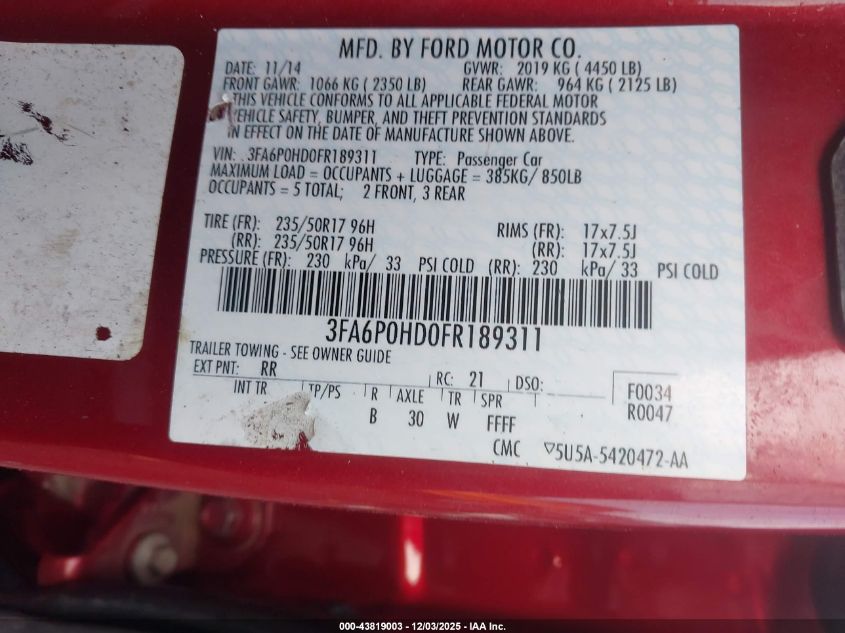 MFD. BY FORD MOTOR CO.
DATE: 11/14 GVWR: 2019 KG ( 4450 LB)
FRONT GAWR: 1066 KG ( 2350 LB) REAR GAWR: 964 KG ( 2125 LB)
THIS VEHICLE CONFORMS TO ALL APPLICABLE FEDERAL MOTOR
VEHICLE SAFETY, BUMPER, AND THEFT PREVENTION STANDARDS
IN EFFECT ON THE DATE OF MANUFACTURE SHOWN ABOVE.
VIN: 3FA6P0HD0FR189311 TYPE: Passenger Car
MAXIMUM LOAD = OCCUPANTS + LUGGAGE = 385KG/ 850LB
OCCUPANTS = 5 TOTAL; 2 FRONT, 3 REAR
TIRE (FR): 235/50R17 96H RIMS (FR): 17x7.5J
(RR): 235/50R17 96H (RR): 17x7.5J
PRESSURE (FR): 230 kPa/ 33 PSI COLD (RR): 230 kPa/ 33 PSI COLD
3FA6P0HD0FR189311
TRAILER TOWING - SEE OWNER GUIDE
EXT PNT: RR RC: 21 DSO: F0034
INT TR TP/PS R AXLE TR SPR R0047
B 30 W FFFF
CMC ▽5U5A-5420472-AA
000-43819003 - 12/03/2025 - IAA Inc.